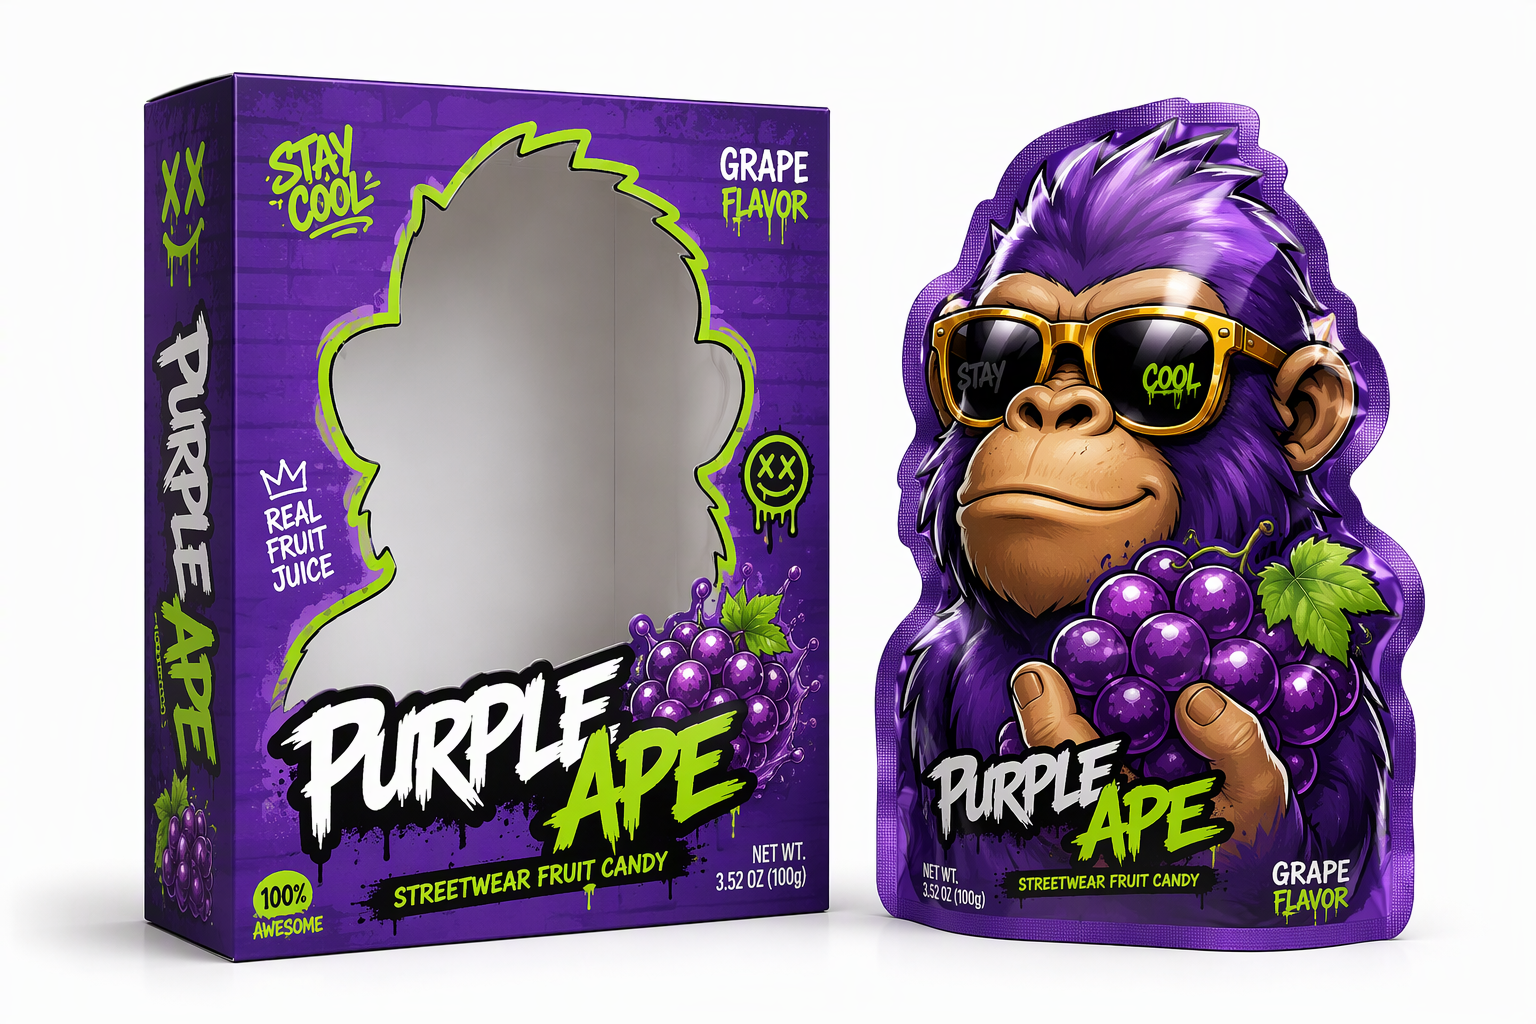 STAY
COOL
GRAPE
FLAVOR
REAL
FRUIT
JUICE
PURPLE
APE
STREETWEAR FRUIT CANDY
NET WT.
3.52 OZ (100g)
100%
AWESOME
PURPLE APE
STAY
COOL
PURPLE
APE
NET WT.
3.52 OZ (100g)
STREETWEAR FRUIT CANDY
GRAPE
FLAVOR